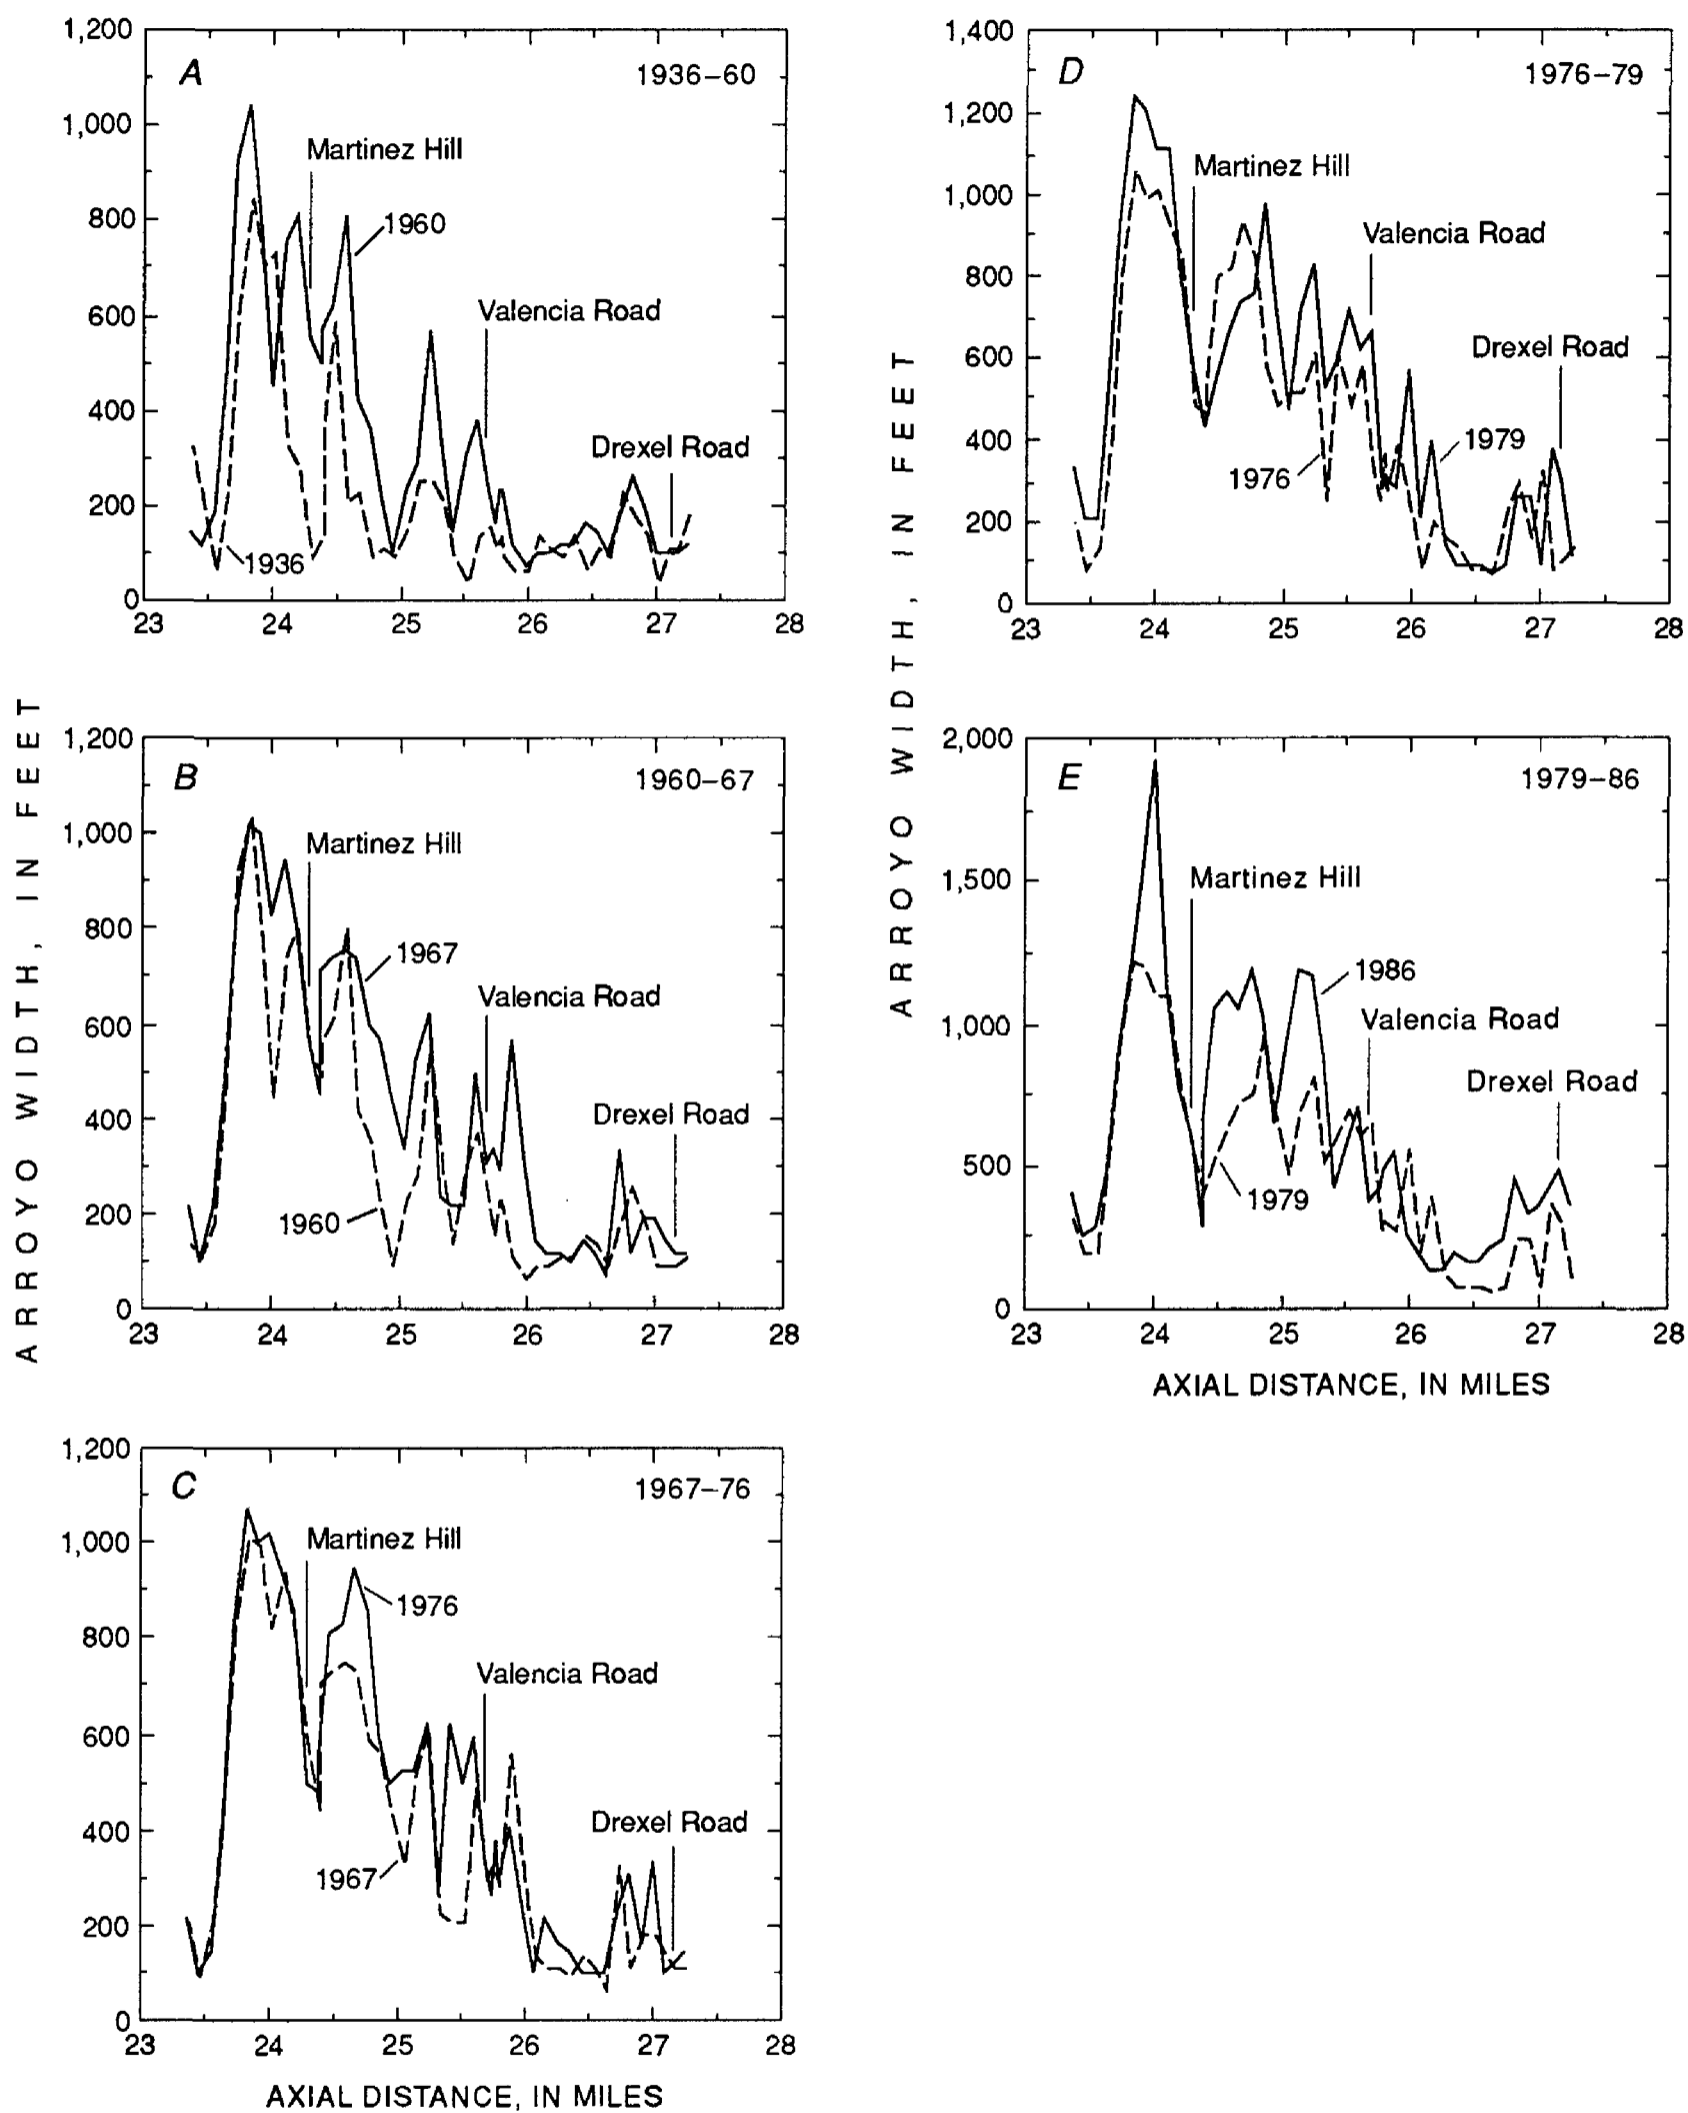 A
1936–60
1,200
1,000
800
600
400
200
0
Martinez Hill
1960
Valencia Road
Drexel Road
1936
23 24 25 26 27 28
B
1960–67
1,200
1,000
800
600
400
200
0
Martinez Hill
1967
Valencia Road
Drexel Road
1960
23 24 25 26 27 28
C
1967–76
1,200
1,000
800
600
400
200
0
Martinez Hill
1976
Valencia Road
Drexel Road
1967
23 24 25 26 27 28
AXIAL DISTANCE, IN MILES
ARROYO WIDTH, IN FEET
D
1976–79
1,400
1,200
1,000
800
600
400
200
0
Martinez Hill
Valencia Road
Drexel Road
1979
1976
23 24 25 26 27 28
E
1979–86
2,000
1,500
1,000
500
0
Martinez Hill
1986
Valencia Road
Drexel Road
1979
23 24 25 26 27 28
AXIAL DISTANCE, IN MILES
ARROYO WIDTH, IN FEET